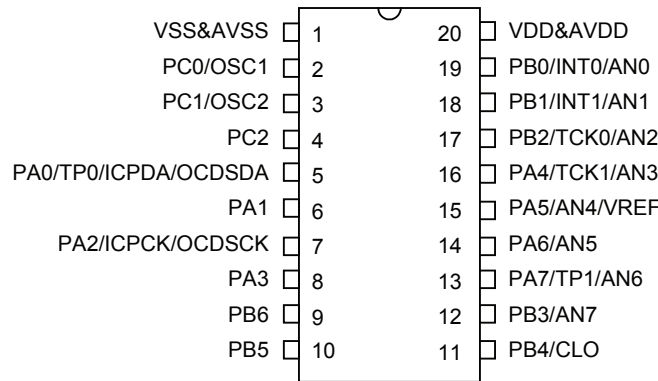 VSS&AVSS 1 20 VDD&AVDD
PC0/OSC1 2 19 PB0/INT0/AN0
PC1/OSC2 3 18 PB1/INT1/AN1
PC2 4 17 PB2/TCK0/AN2
PA0/TP0/ICPDA/OCDSDA 5 16 PA4/TCK1/AN3
PA1 6 15 PA5/AN4/VREF
PA2/ICPCK/OCDSCK 7 14 PA6/AN5
PA3 8 13 PA7/TP1/AN6
PB6 9 12 PB3/AN7
PB5 10 11 PB4/CLO